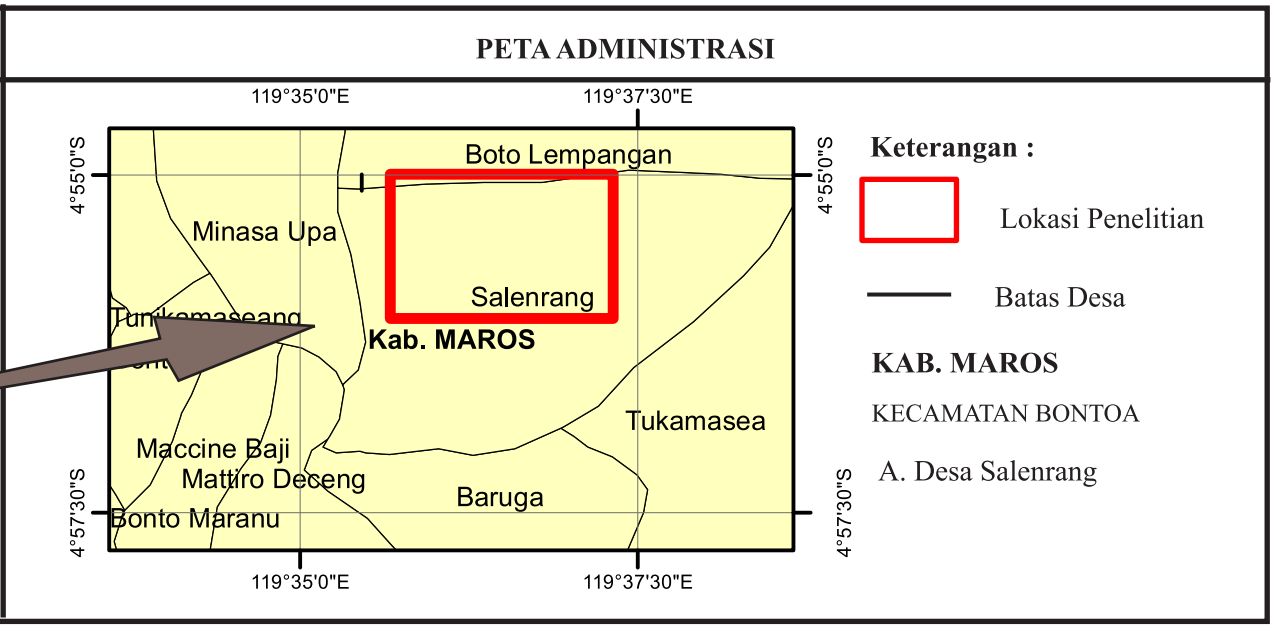 PETA ADMINISTRASI
119°35'0"E 119°37'30"E
4°55'0"S
4°55'0"S
Boto Lempangan
Minasa Upa
Salenrang
Tunikamaseang
Kab. MAROS
Tukamasea
Maccine Baji
Mattiro Deceng
Baruga
Bonto Maranu
4°57'30"S
4°57'30"S
119°35'0"E 119°37'30"E
Keterangan :
Lokasi Penelitian
Batas Desa
KAB. MAROS
KECAMATAN BONTOA
A. Desa Salenrang